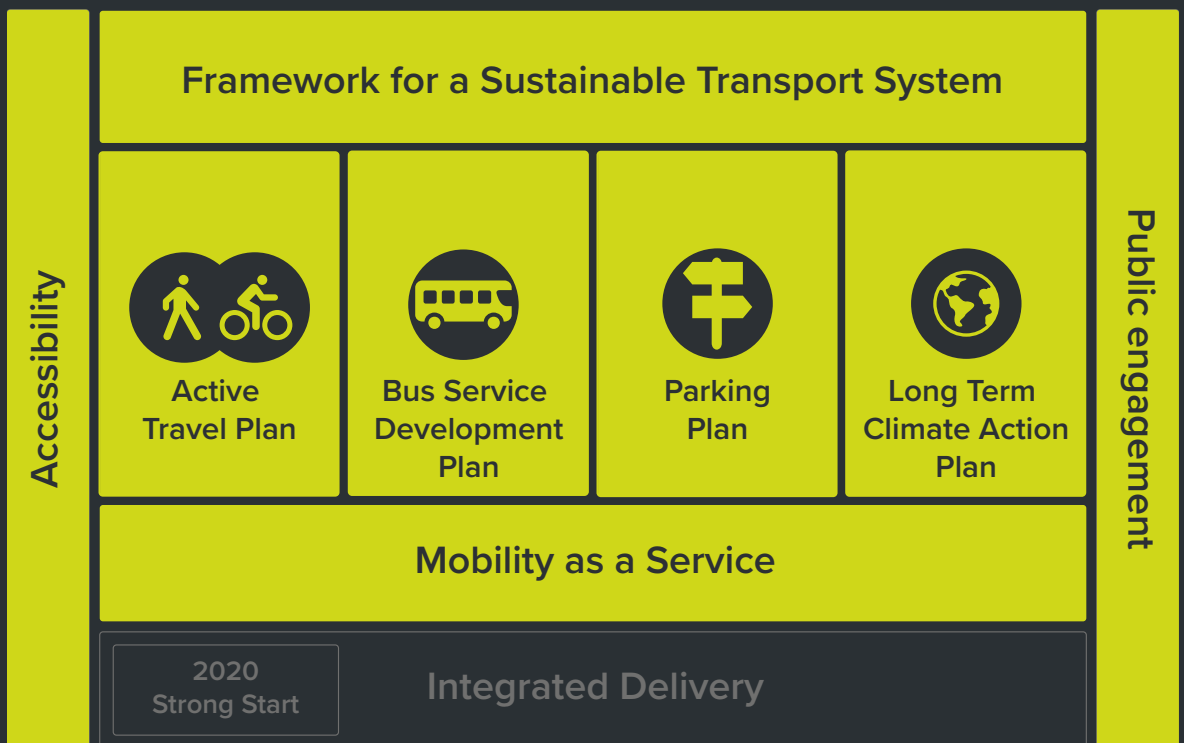 Framework for a Sustainable Transport System
Accessibility
Active
Travel Plan
Bus Service
Development
Plan
Parking
Plan
Long Term
Climate Action
Plan
Public engagement
Mobility as a Service
2020
Strong Start
Integrated Delivery